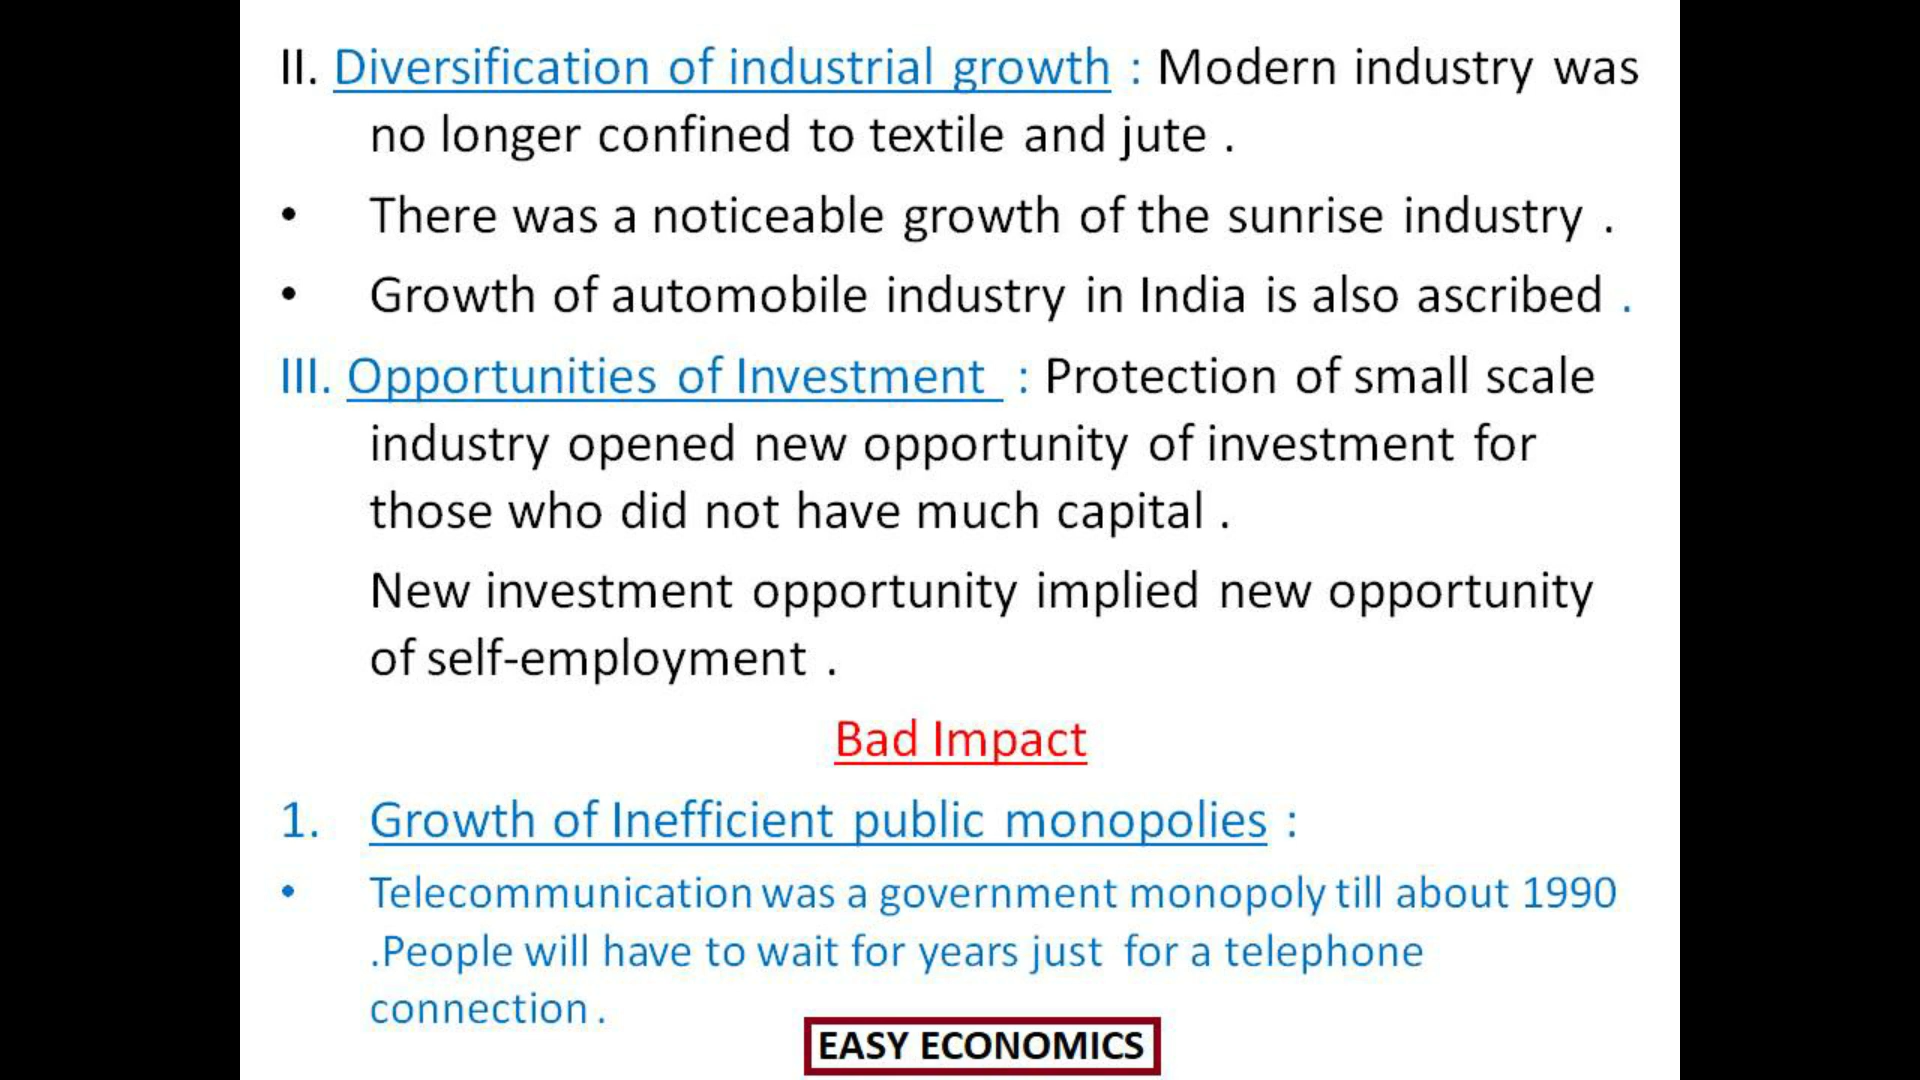 II. Diversification of industrial growth : Modern industry was
no longer confined to textile and jute .
• There was a noticeable growth of the sunrise industry .
• Growth of automobile industry in India is also ascribed .
III. Opportunities of Investment : Protection of small scale
industry opened new opportunity of investment for
those who did not have much capital .
New investment opportunity implied new opportunity
of self-employment .
Bad Impact
1. Growth of Inefficient public monopolies :
• Telecommunication was a government monopoly till about 1990
.People will have to wait for years just for a telephone
connection .
EASY ECONOMICS